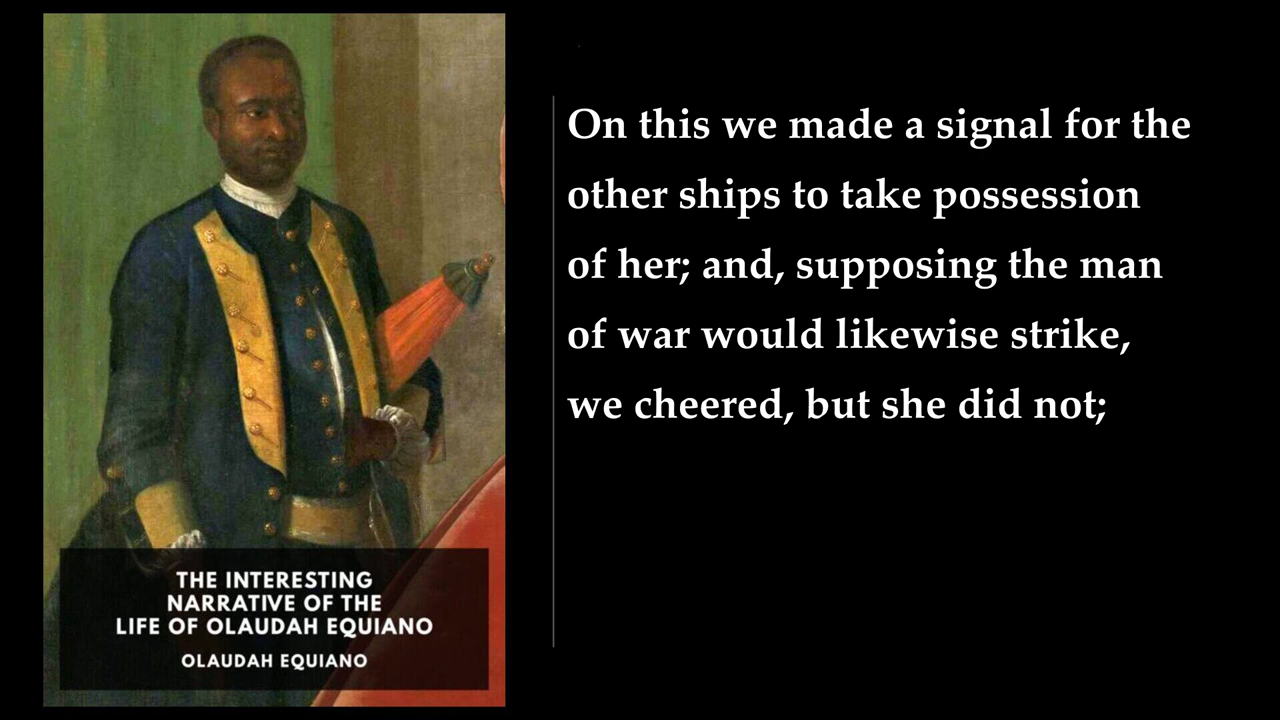 THE INTERESTING
NARRATIVE OF THE
LIFE OF OLAUDAH EQUIANO
OLAUDAH EQUIANO
On this we made a signal for the
other ships to take possession
of her; and, supposing the man
of war would likewise strike,
we cheered, but she did not;